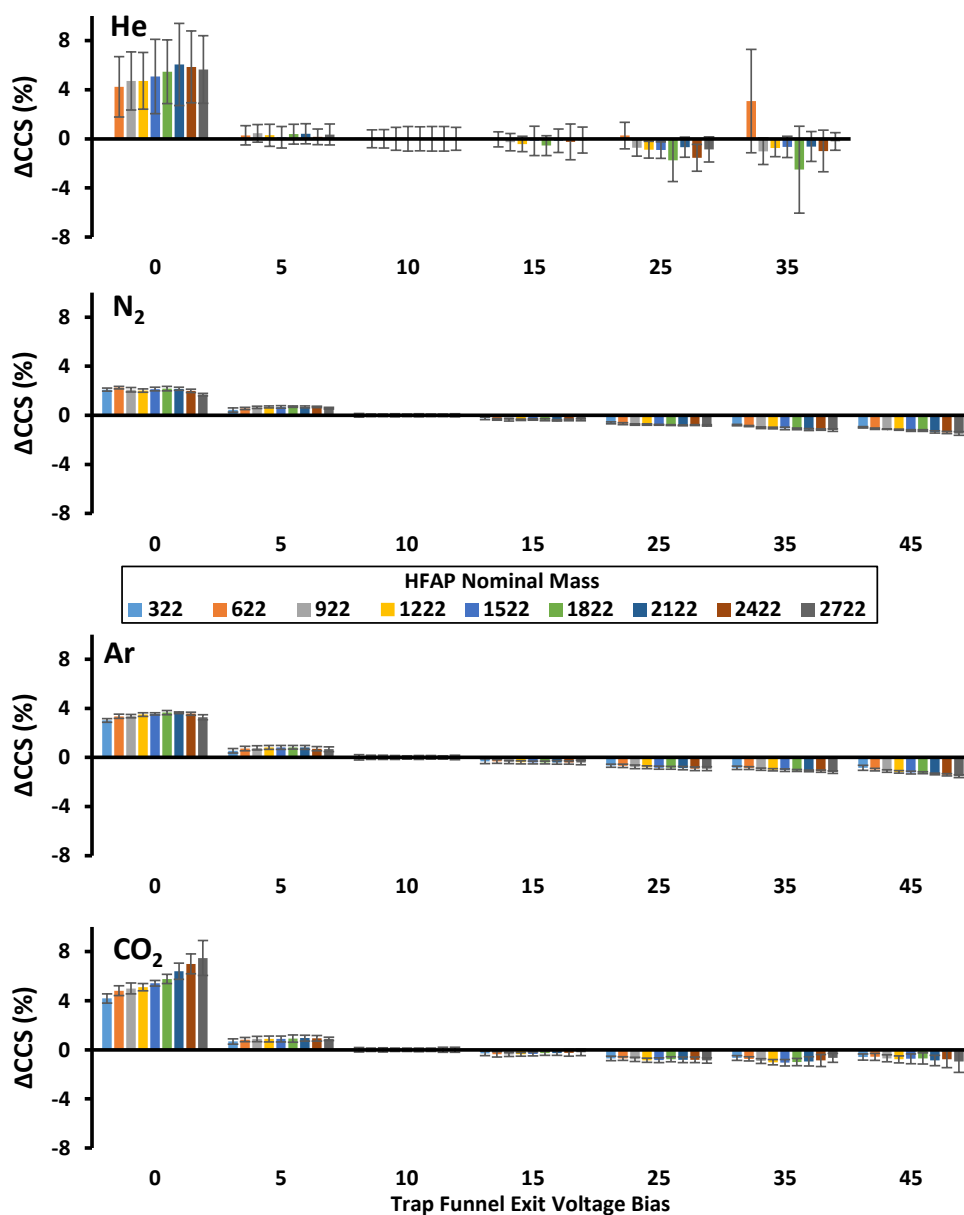 He
8
4
0
-4
-8
ΔCCS (%)
0 5 10 15 25 35
N2
8
4
0
-4
-8
ΔCCS (%)
0 5 10 15 25 35 45
HFAP Nominal Mass
322 622 922 1222 1522 1822 2122 2422 2722
Ar
8
4
0
-4
-8
ΔCCS (%)
0 5 10 15 25 35 45
CO2
8
4
0
-4
-8
ΔCCS (%)
0 5 10 15 25 35 45
Trap Funnel Exit Voltage Bias